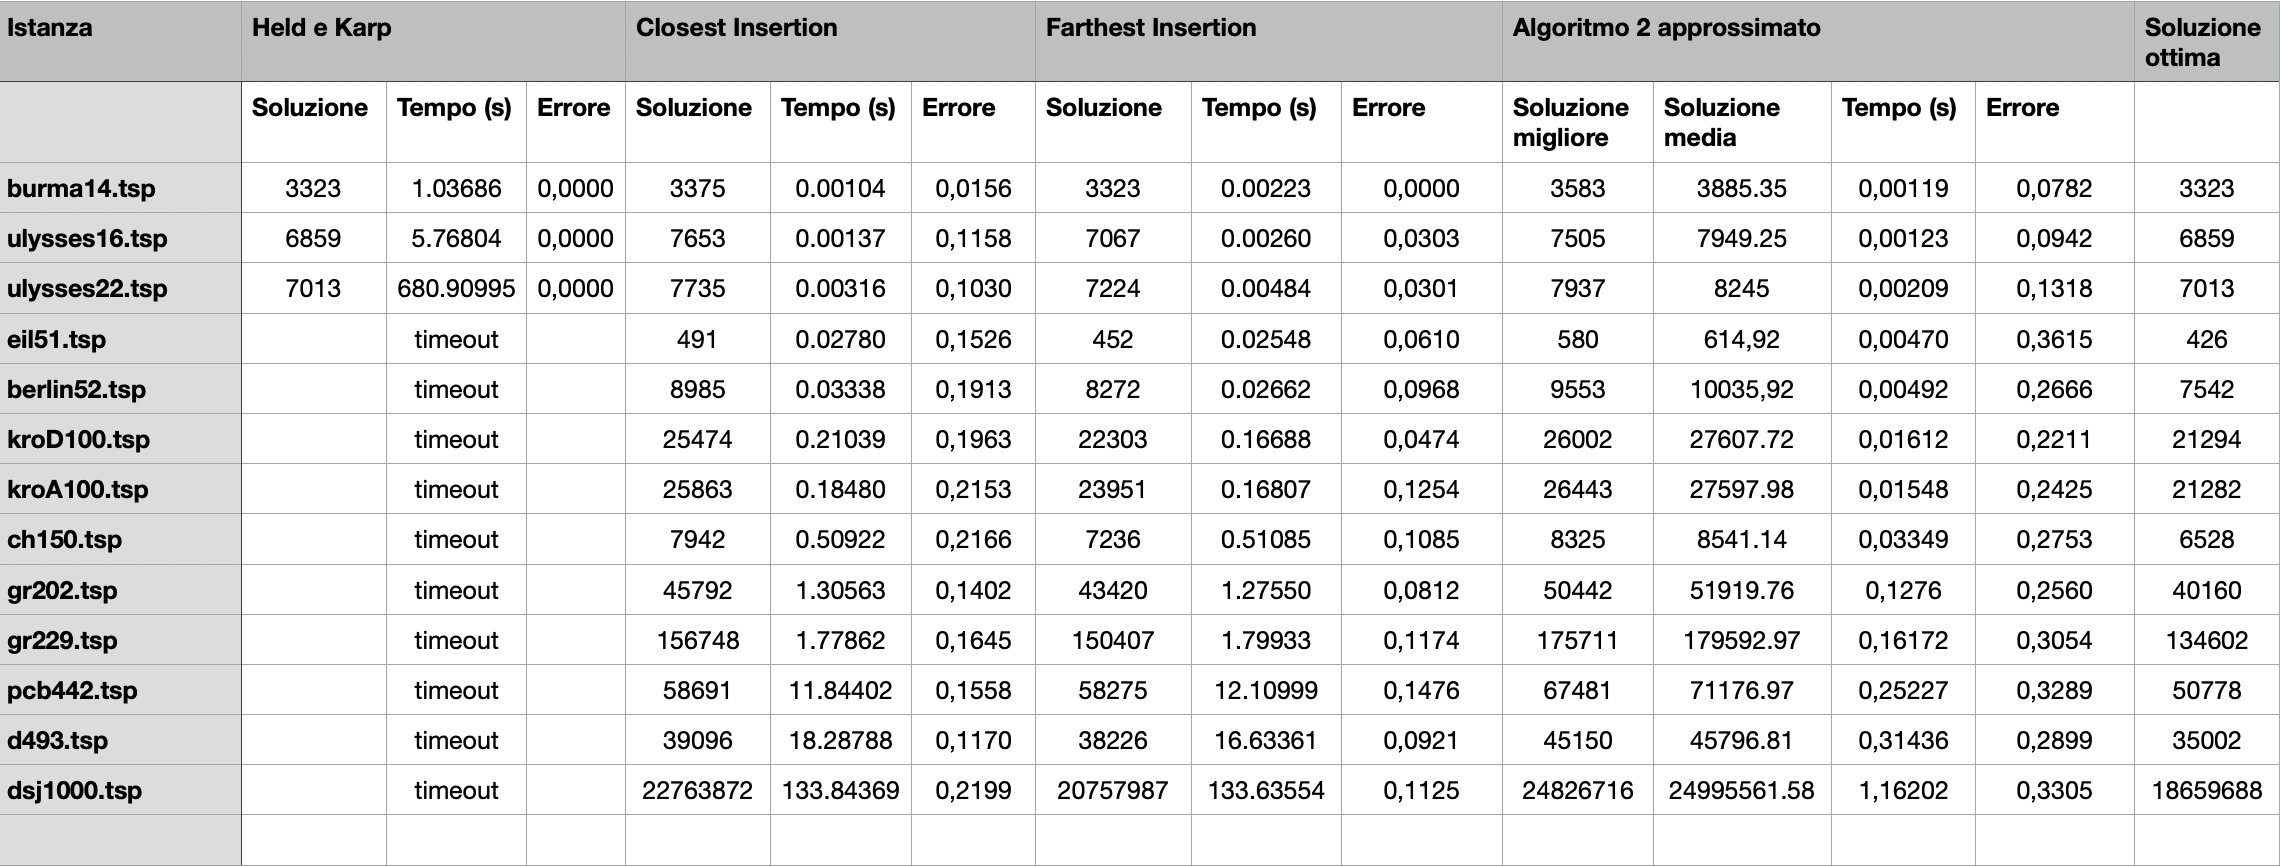 Istanza Held e Karp Closest Insertion Farthest Insertion Algoritmo 2 approssimato Soluzione ottima
Soluzione Tempo (s) Errore Soluzione Tempo (s) Errore Soluzione Tempo (s) Errore Soluzione migliore Soluzione media Tempo (s) Errore
burma14.tsp 3323 1.03686 0,0000 3375 0.00104 0,0156 3323 0.00223 0,0000 3583 3885.35 0,00119 0,0782 3323
ulysses16.tsp 6859 5.76804 0,0000 7653 0.00137 0,1158 7067 0.00260 0,0303 7505 7949.25 0,00123 0,0942 6859
ulysses22.tsp 7013 680.90995 0,0000 7735 0.00316 0,1030 7224 0.00484 0,0301 7937 8245 0,00209 0,1318 7013
eil51.tsp timeout 491 0.02780 0,1526 452 0.02548 0,0610 580 614,92 0,00470 0,3615 426
berlin52.tsp timeout 8985 0.03338 0,1913 8272 0.02662 0,0968 9553 10035,92 0,00492 0,2666 7542
kroD100.tsp timeout 25474 0.21039 0,1963 22303 0.16688 0,0474 26002 27607.72 0,01612 0,2211 21294
kroA100.tsp timeout 25863 0.18480 0,2153 23951 0.16807 0,1254 26443 27597.98 0,01548 0,2425 21282
ch150.tsp timeout 7942 0.50922 0,2166 7236 0.51085 0,1085 8325 8541.14 0,03349 0,2753 6528
gr202.tsp timeout 45792 1.30563 0,1402 43420 1.27550 0,0812 50442 51919.76 0,1276 0,2560 40160
gr229.tsp timeout 156748 1.77862 0,1645 150407 1.79933 0,1174 175711 179592.97 0,16172 0,3054 134602
pcb442.tsp timeout 58691 11.84402 0,1558 58275 12.10999 0,1476 67481 71176.97 0,25227 0,3289 50778
d493.tsp timeout 39096 18.28788 0,1170 38226 16.63361 0,0921 45150 45796.81 0,31436 0,2899 35002
dsj1000.tsp timeout 22763872 133.84369 0,2199 20757987 133.63554 0,1125 24826716 24995561.58 1,16202 0,3305 18659688